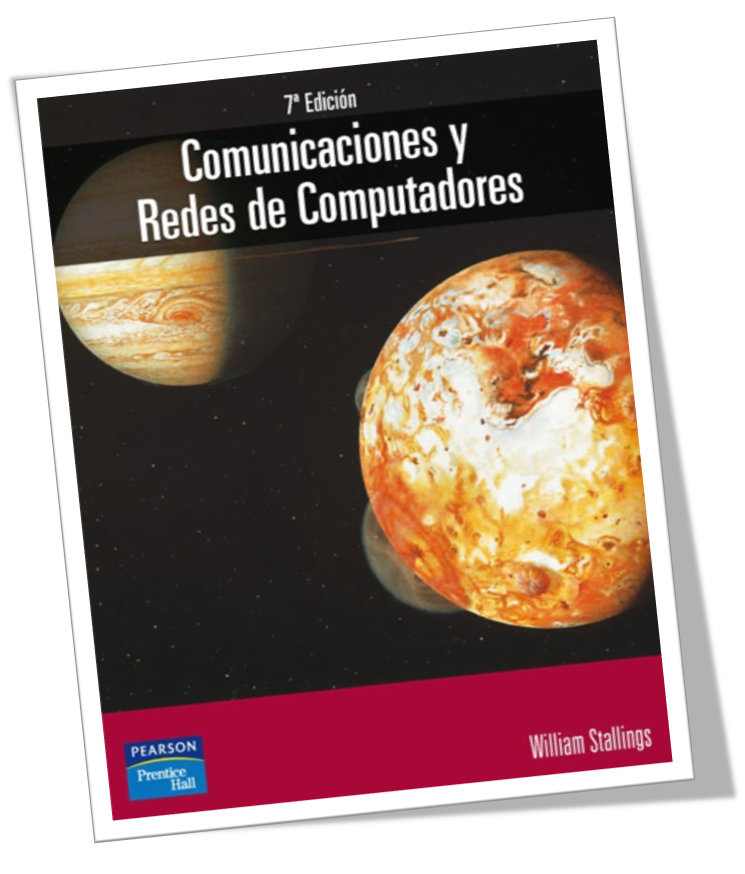 7ª Edición
Comunicaciones y
Redes de Computadores
William Stallings
PEARSON
Prentice
Hall